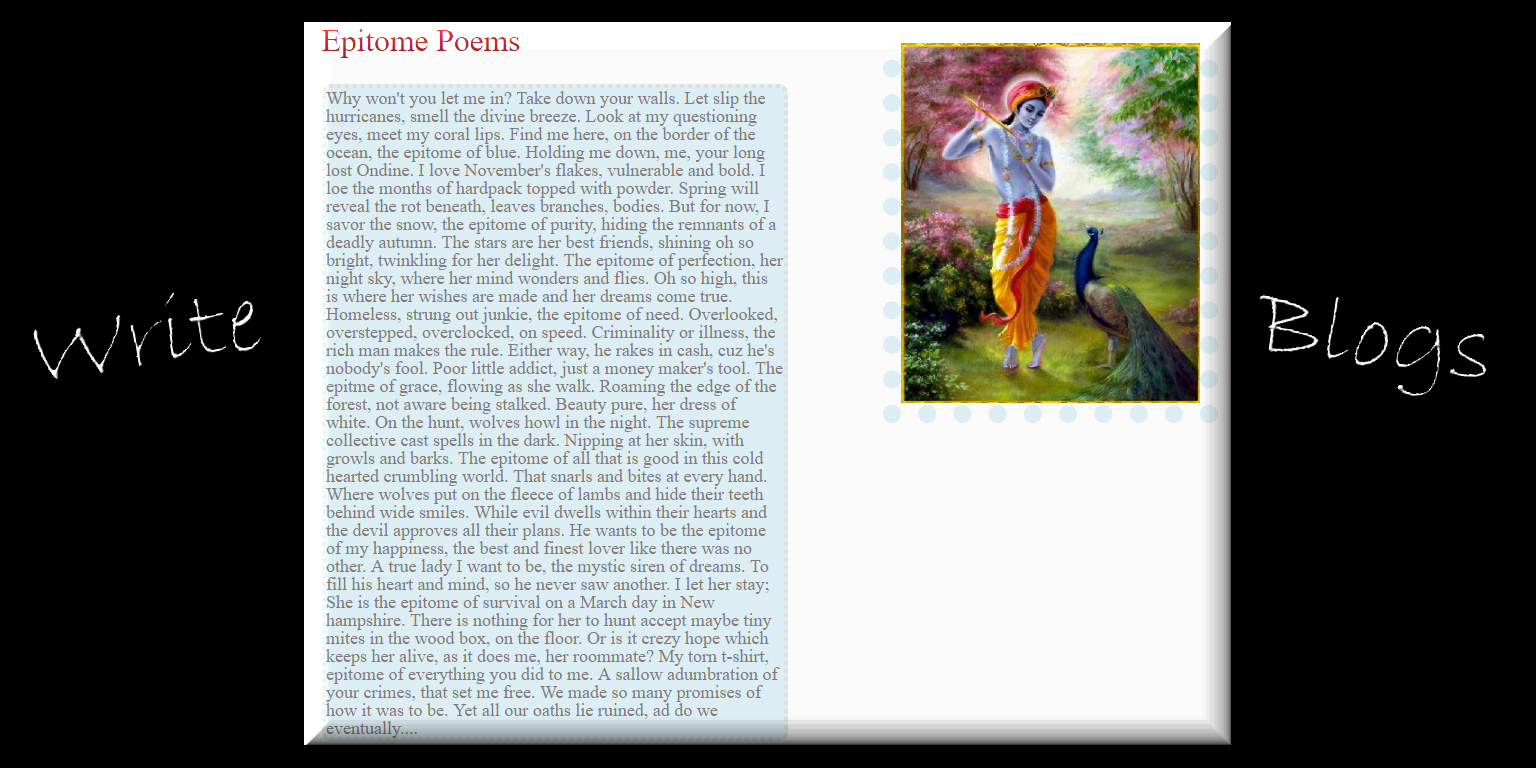 Epitome Poems
Why won't you let me in? Take down your walls. Let slip the
hurricanes, smell the divine breeze. Look at my questioning
eyes, meet my coral lips. Find me here, on the border of the
ocean, the epitome of blue. Holding me down, me, your long
lost Ondine. I love November's flakes, vulnerable and bold. I
loe the months of hardpack topped with powder. Spring will
reveal the rot beneath, leaves branches, bodies. But for now, I
savor the snow, the epitome of purity, hiding the remnants of a
deadly autumn. The stars are her best friends, shining oh so
bright, twinkling for her delight. The epitome of perfection, her
night sky, where her mind wonders and flies. Oh so high, this
is where her wishes are made and her dreams come true.
Homeless, strung out junkie, the epitome of need. Overlooked,
overstepped, overclocked, on speed. Criminality or illness, the
rich man makes the rule. Either way, he rakes in cash, cuz he's
nobody's fool. Poor little addict, just a money maker's tool. The
epitme of grace, flowing as she walk. Roaming the edge of the
forest, not aware being stalked. Beauty pure, her dress of
white. On the hunt, wolves howl in the night. The supreme
collective cast spells in the dark. Nipping at her skin, with
growls and barks. The epitome of all that is good in this cold
hearted crumbling world. That snarls and bites at every hand.
Where wolves put on the fleece of lambs and hide their teeth
behind wide smiles. While evil dwells within their hearts and
the devil approves all their plans. He wants to be the epitome
of my happiness, the best and finest lover like there was no
other. A true lady I want to be, the mystic siren of dreams. To
fill his heart and mind, so he never saw another. I let her stay;
She is the epitome of survival on a March day in New
hampshire. There is nothing for her to hunt accept maybe tiny
mites in the wood box, on the floor. Or is it crezy hope which
keeps her alive, as it does me, her roommate? My torn t-shirt,
epitome of everything you did to me. A sallow adumbration of
your crimes, that set me free. We made so many promises of
how it was to be. Yet all our oaths lie ruined, ad do we
eventually....
Write
Blogs